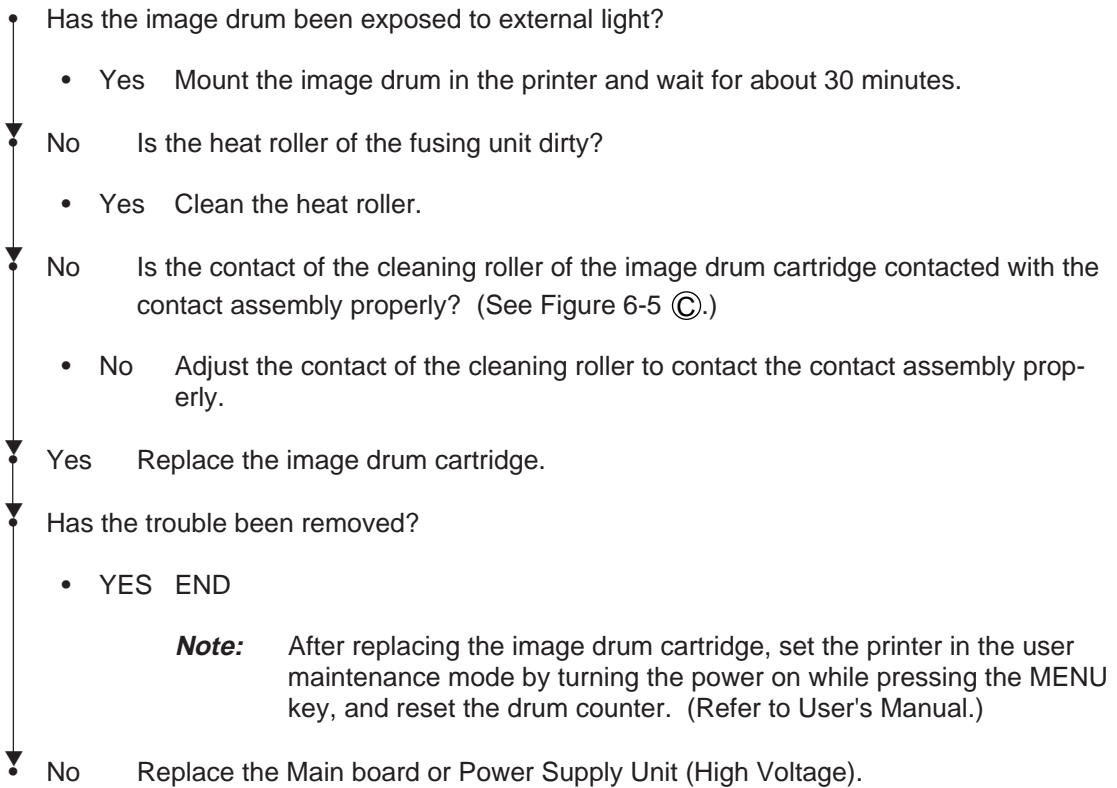 • Has the image drum been exposed to external light?
• Yes Mount the image drum in the printer and wait for about 30 minutes.
• No Is the heat roller of the fusing unit dirty?
• Yes Clean the heat roller.
• No Is the contact of the cleaning roller of the image drum cartridge contacted with the
contact assembly properly? (See Figure 6-5 Ⓒ.)
• No Adjust the contact of the cleaning roller to contact the contact assembly prop-
erly.
• Yes Replace the image drum cartridge.
• Has the trouble been removed?
• YES END
Note: After replacing the image drum cartridge, set the printer in the user
maintenance mode by turning the power on while pressing the MENU
key, and reset the drum counter. (Refer to User's Manual.)
• No Replace the Main board or Power Supply Unit (High Voltage).